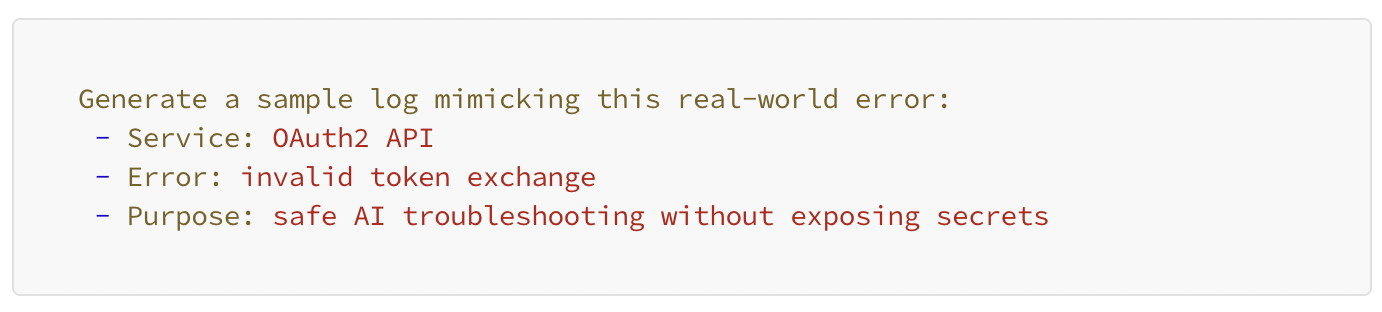 Generate a sample log mimicking this real-world error:
- Service: OAuth2 API
- Error: invalid token exchange
- Purpose: safe AI troubleshooting without exposing secrets